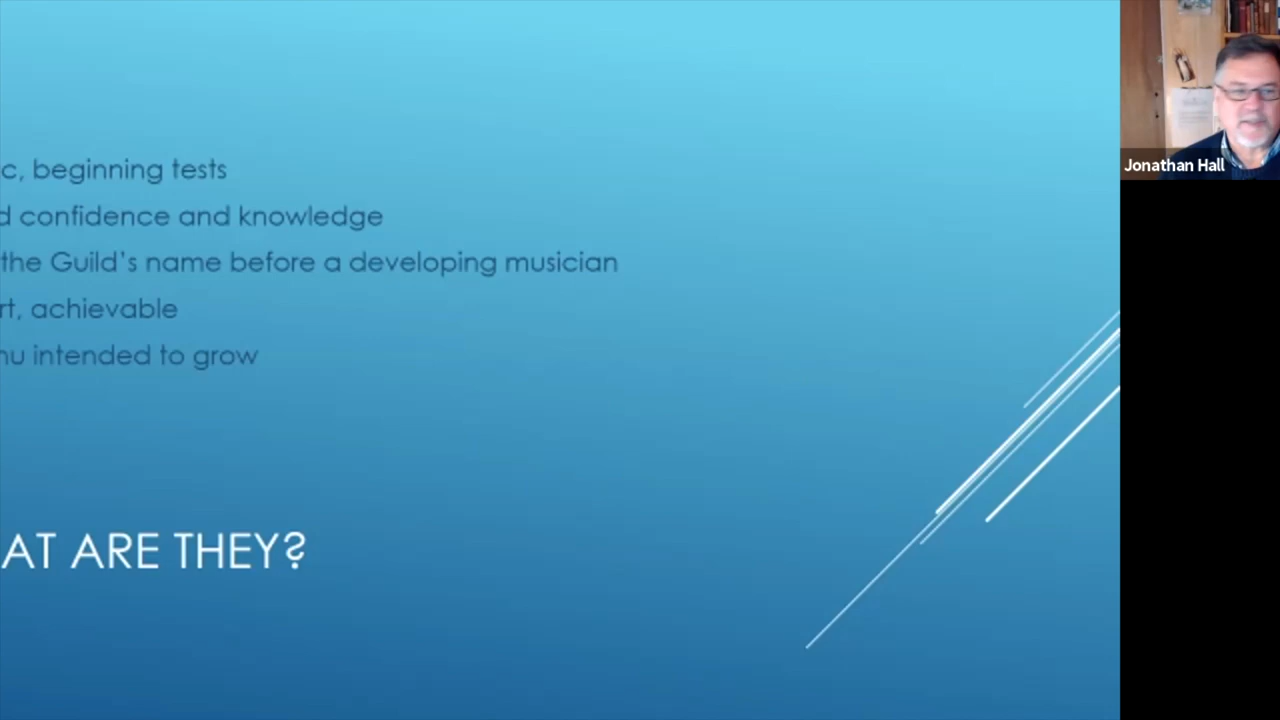 c, beginning tests
d confidence and knowledge
the Guild’s name before a developing musician
rt, achievable
nu intended to grow
AT ARE THEY?
Jonathan Hall